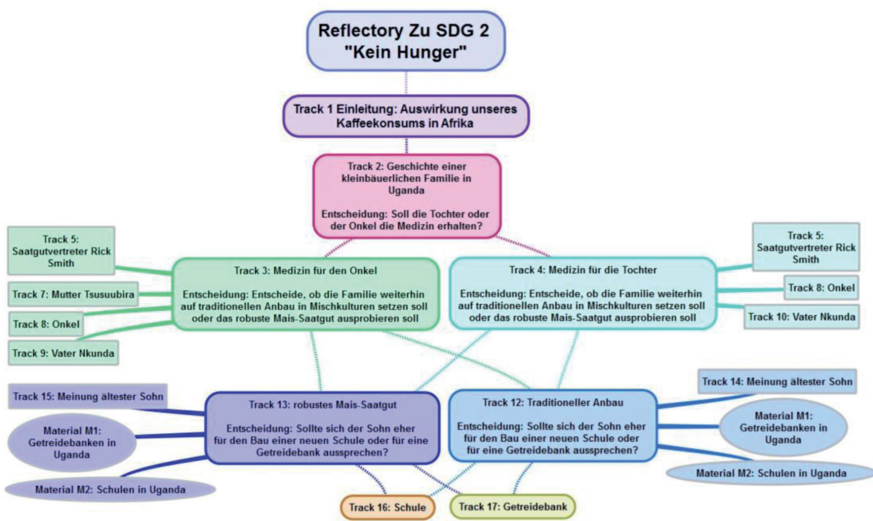 Reflectory Zu SDG 2
"Kein Hunger"
Track 1 Einleitung: Auswirkung unseres
Kaffeekonsums in Afrika
Track 2: Geschichte einer
kleinbäuerlichen Familie in
Uganda
Entscheidung: Soll die Tochter oder
der Onkel die Medizin erhalten?
Track 5:
Saatgutvertreter Rick
Smith
Track 7: Mutter Tsusuubira
Track 8: Onkel
Track 9: Vater Nkunda
Track 3: Medizin für den Onkel
Entscheidung: Entscheide, ob die Familie weiterhin
auf traditionellen Anbau in Mischkulturen setzen soll
oder das robuste Mais-Saatgut ausprobieren soll
Track 4: Medizin für die Tochter
Entscheidung: Entscheide, ob die Familie weiterhin
auf traditionellen Anbau in Mischkulturen setzen soll
oder das robuste Mais-Saatgut ausprobieren soll
Track 5:
Saatgutvertreter Rick
Smith
Track 8: Onkel
Track 10: Vater Nkunda
Track 15: Meinung ältester Sohn
Material M1:
Getreidebanken in
Uganda
Material M2: Schulen in Uganda
Track 13: robustes Mais-Saatgut
Entscheidung: Sollte sich der Sohn eher
für den Bau einer neuen Schule oder für eine
Getreidebank aussprechen?
Track 12: Traditioneller Anbau
Entscheidung: Sollte sich der Sohn eher
für den Bau einer neuen Schule oder
für eine Getreidebank aussprechen?
Track 14: Meinung ältester Sohn
Material M1:
Getreidebanken in
Uganda
Material M2: Schulen in Uganda
Track 16: Schule
Track 17: Getreidebank